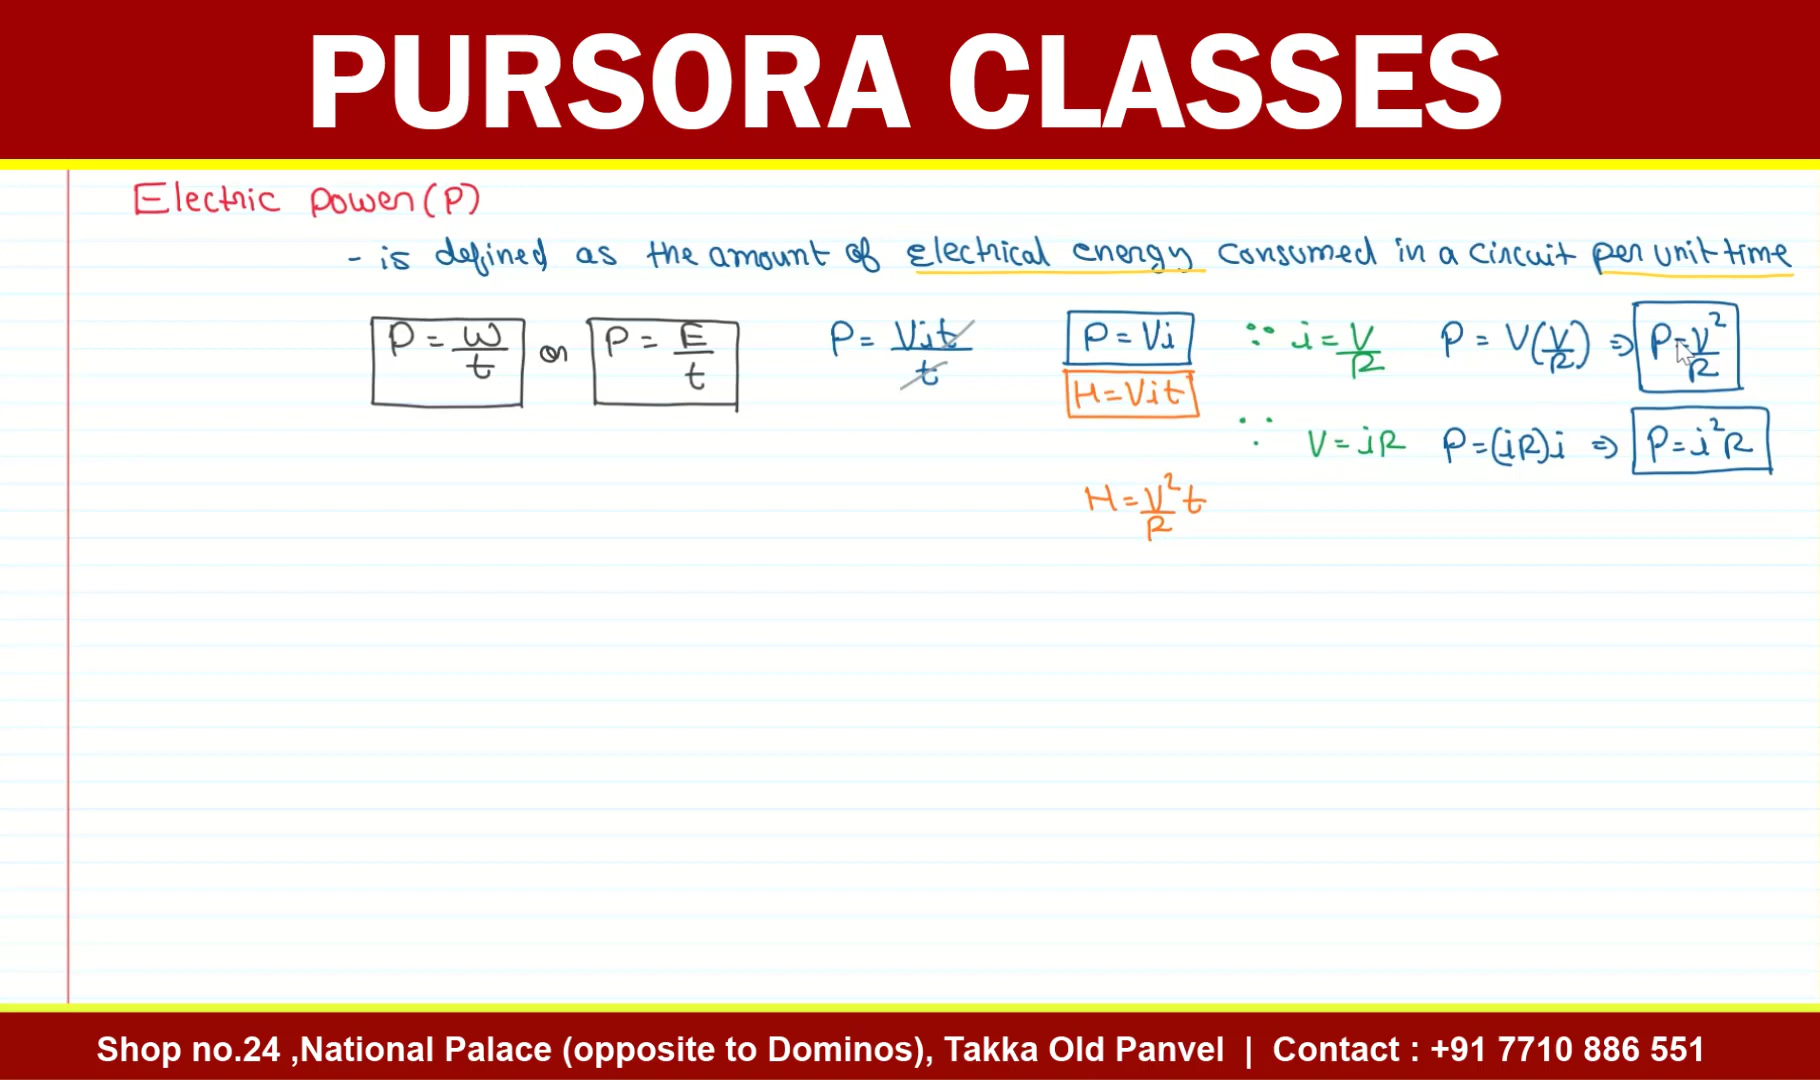 PURSORA CLASSES
Electric Power (P)
- is defined as the amount of electrical energy consumed in a circuit per unit time
P = W/t or P = E/t P = Vit/t P = Vi ∵ i = V/R P = V(V/R) ⇒ P = V²/R
H = Vit
∵ V = iR P = (iR)i ⇒ P = i²R
H = V²/R t
Shop no.24 ,National Palace (opposite to Dominos), Takka Old Panvel | Contact : +91 7710 886 551